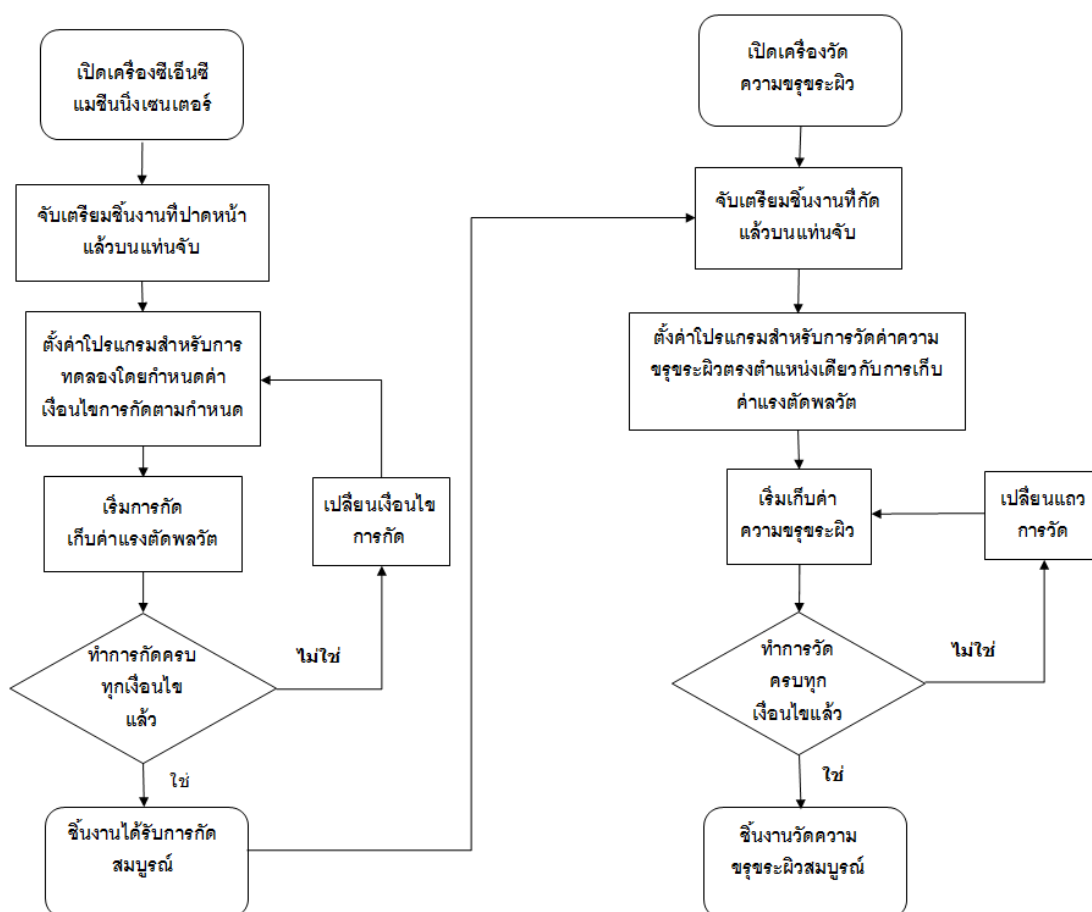 เปิดเครื่องซีเอ็นซี
แมชีนนิ่งเซนเตอร์
จับเตรียมชิ้นงานที่ปาดหน้า
แล้วบนแท่นจับ
ตั้งค่าโปรแกรมสำหรับการ
ทดลองโดยกำหนดค่า
เงื่อนไขการกัดตามกำหนด
เริ่มการกัด
เก็บค่าแรงตัดพลวัต
เปลี่ยนเงื่อนไข
การกัด
ทำการกัดครบ
ทุกเงื่อนไข
แล้ว
ไม่ใช่
ใช่
ชิ้นงานได้รับการกัด
สมบูรณ์
เปิดเครื่องวัด
ความขรุขระผิว
จับเตรียมชิ้นงานที่กัด
แล้วบนแท่นจับ
ตั้งค่าโปรแกรมสำหรับการวัดค่าความ
ขรุขระผิวตรงตำแหน่งเดียวกับการเก็บ
ค่าแรงตัดพลวัต
เริ่มเก็บค่า
ความขรุขระผิว
เปลี่ยนแถว
การวัด
ทำการวัด
ครบทุก
เงื่อนไขแล้ว
ไม่ใช่
ใช่
ชิ้นงานวัดความ
ขรุขระผิวสมบูรณ์